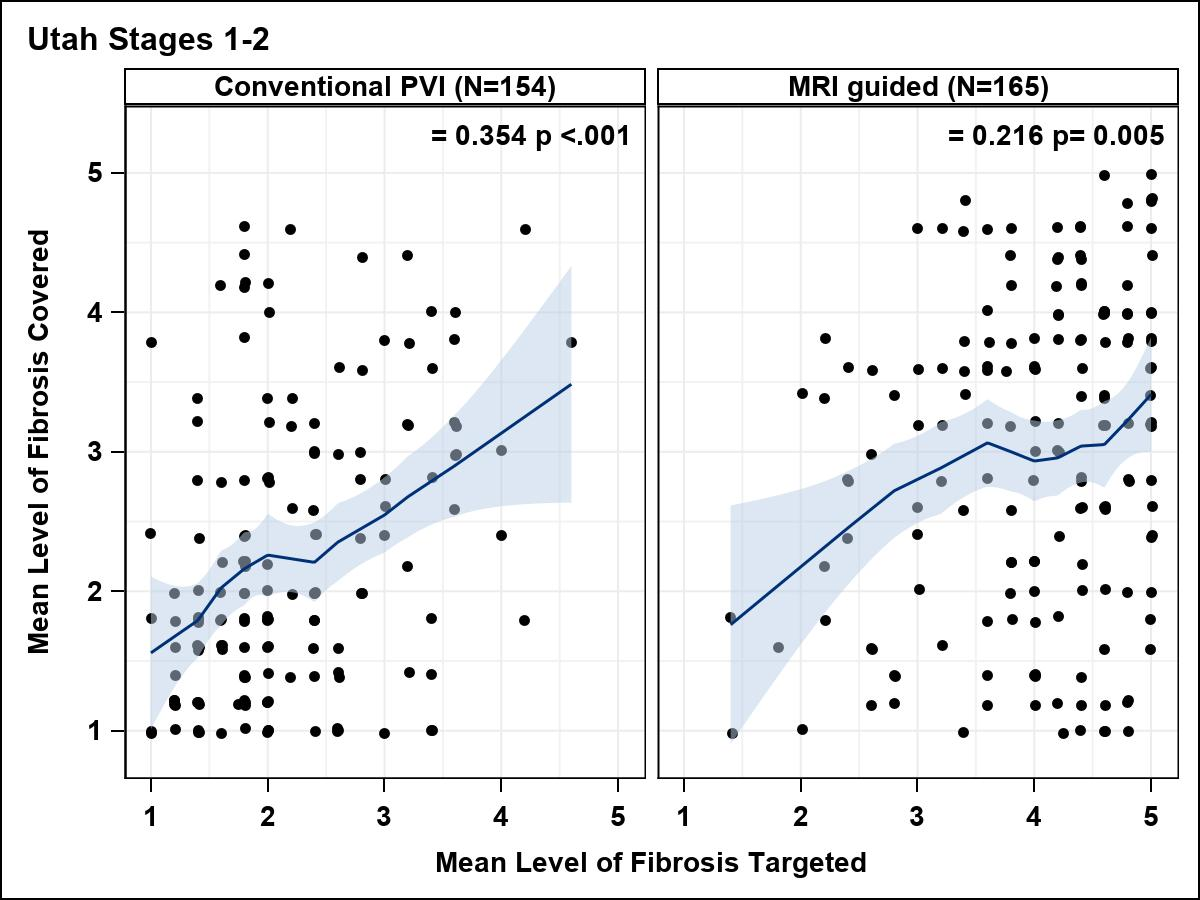 Utah Stages 1-2
Conventional PVI (N=154)
MRI guided (N=165)
= 0.354 p <.001
= 0.216 p= 0.005
Mean Level of Fibrosis Covered
5
4
3
2
1
1 2 3 4 5
1 2 3 4 5
Mean Level of Fibrosis Targeted